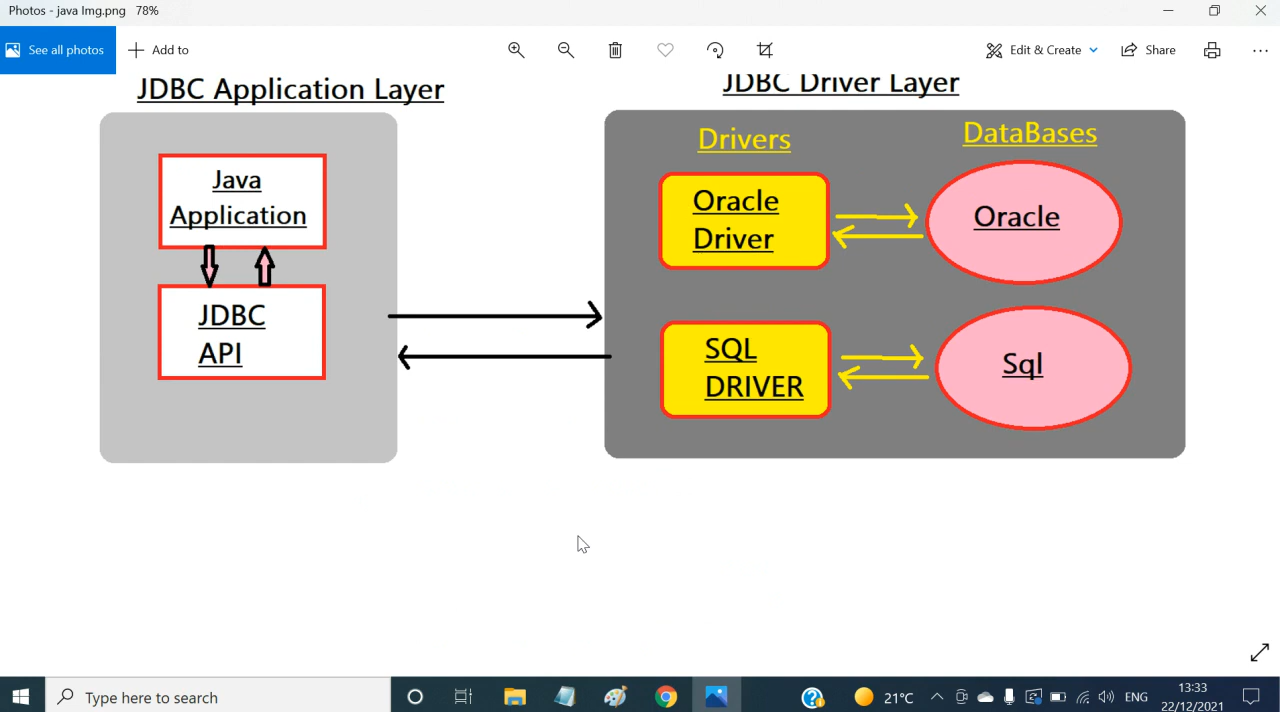 Photos - java Img.png 78%
See all photos
Add to
Edit & Create
Share
JDBC Application Layer
JDBC Driver Layer
Java
Application
JDBC
API
Drivers
DataBases
Oracle
Driver
Oracle
SQL
DRIVER
Sql
Type here to search
21°C
ENG
13:33
22/12/2021